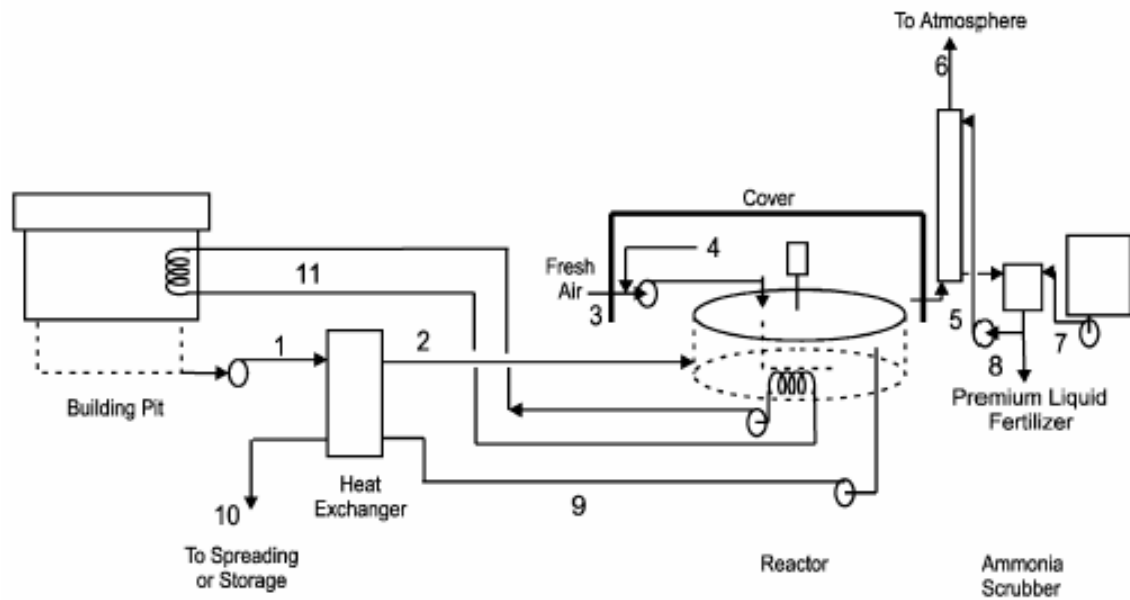 To Atmosphere
6
Cover
4
Fresh
Air
3
11
5
7
8
1
2
Building Pit
Premium Liquid
Fertilizer
Heat
Exchanger
9
10
To Spreading
or Storage
Reactor
Ammonia
Scrubber